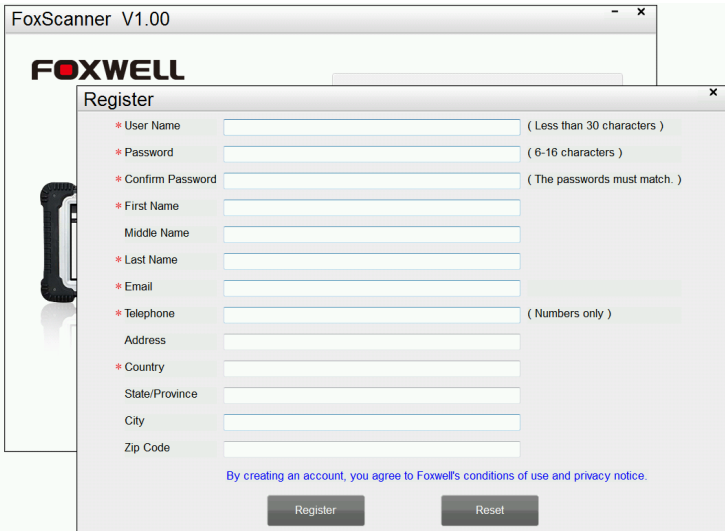 FoxScanner V1.00
FOXWELL
Register
* User Name ( Less than 30 characters )
* Password ( 6-16 characters )
* Confirm Password ( The passwords must match. )
* First Name
Middle Name
* Last Name
* Email
* Telephone ( Numbers only )
Address
* Country
State/Province
City
Zip Code
By creating an account, you agree to Foxwell's conditions of use and privacy notice.
Register Reset